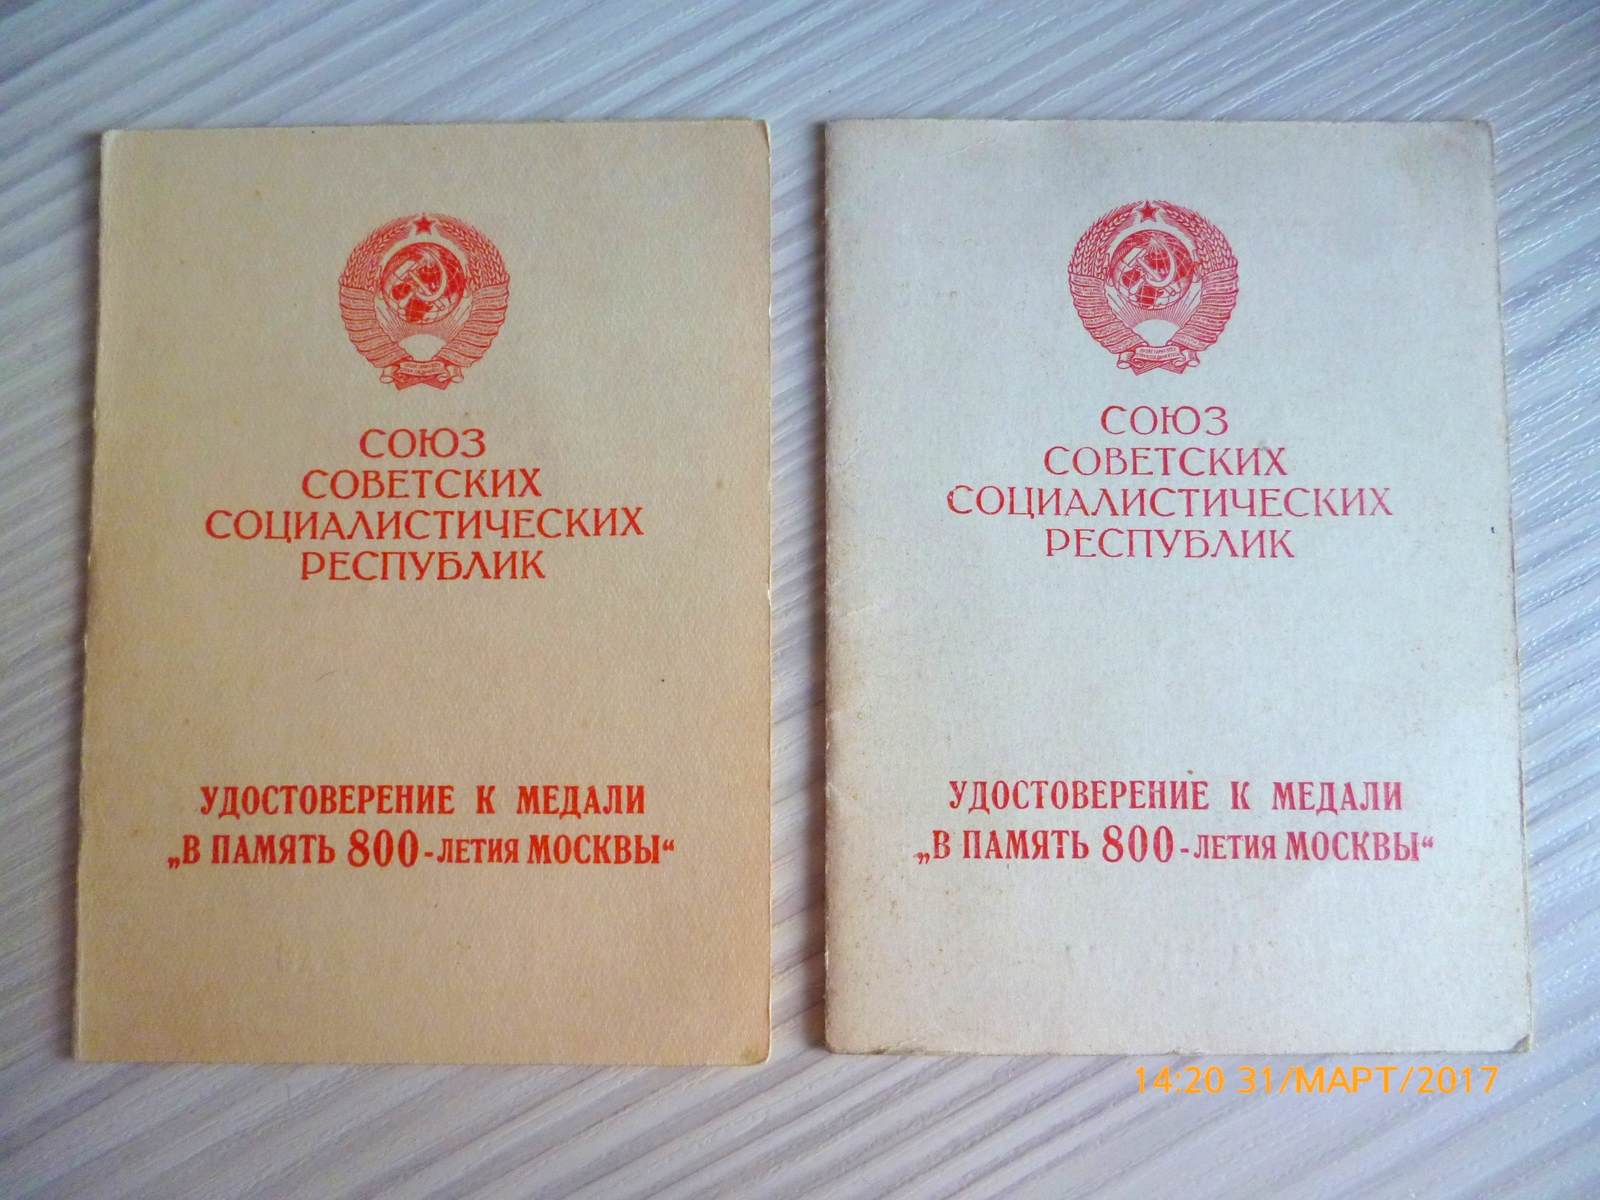 СОЮЗ
СОВЕТСКИХ
СОЦИАЛИСТИЧЕСКИХ
РЕСПУБЛИК
УДОСТОВЕРЕНИЕ К МЕДАЛИ
„В ПАМЯТЬ 800-ЛЕТИЯ МОСКВЫ“
СОЮЗ
СОВЕТСКИХ
СОЦИАЛИСТИЧЕСКИХ
РЕСПУБЛИК
УДОСТОВЕРЕНИЕ К МЕДАЛИ
„В ПАМЯТЬ 800-ЛЕТИЯ МОСКВЫ“
14:20 31/МАРТ/2017